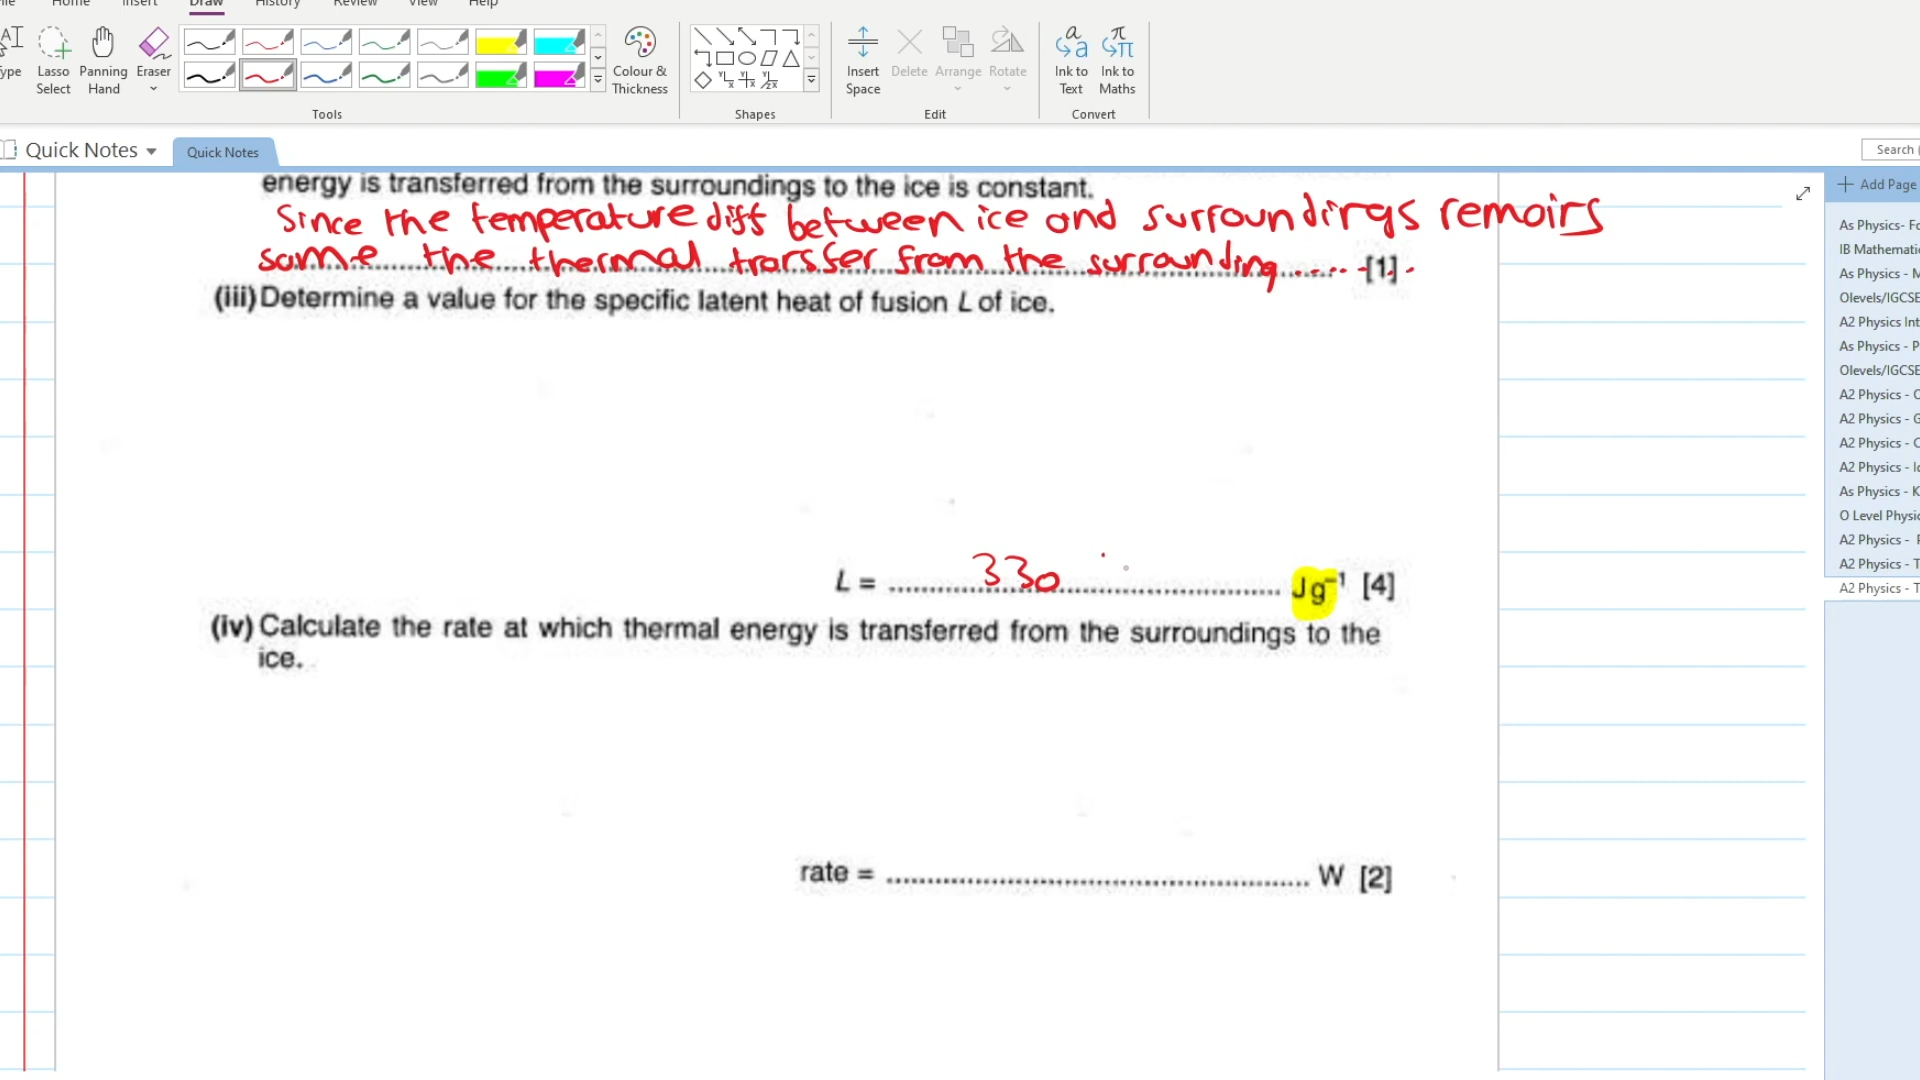 Home Insert Draw History Review View Help
Type Lasso Select Panning Hand Eraser Colour & Thickness Insert Space Delete Arrange Rotate Ink to Text Ink to Maths
Tools Shapes Edit Convert
Quick Notes Quick Notes Search
Add Page
energy is transferred from the surroundings to the ice is constant.
Since the temperature diff between ice and surroundings remains
same the thermal transfer from the surrounding [1]
(iii) Determine a value for the specific latent heat of fusion L of ice.
L = 330 J g⁻¹ [4]
(iv) Calculate the rate at which thermal energy is transferred from the surroundings to the
ice.
rate = W [2]
As Physics- Fo
IB Mathematic
As Physics - M
Olevels/IGCSE
A2 Physics Int
As Physics - P
Olevels/IGCSE
A2 Physics - C
A2 Physics - G
A2 Physics - C
A2 Physics - Id
As Physics - K
O Level Physic
A2 Physics - P
A2 Physics - T
A2 Physics - T